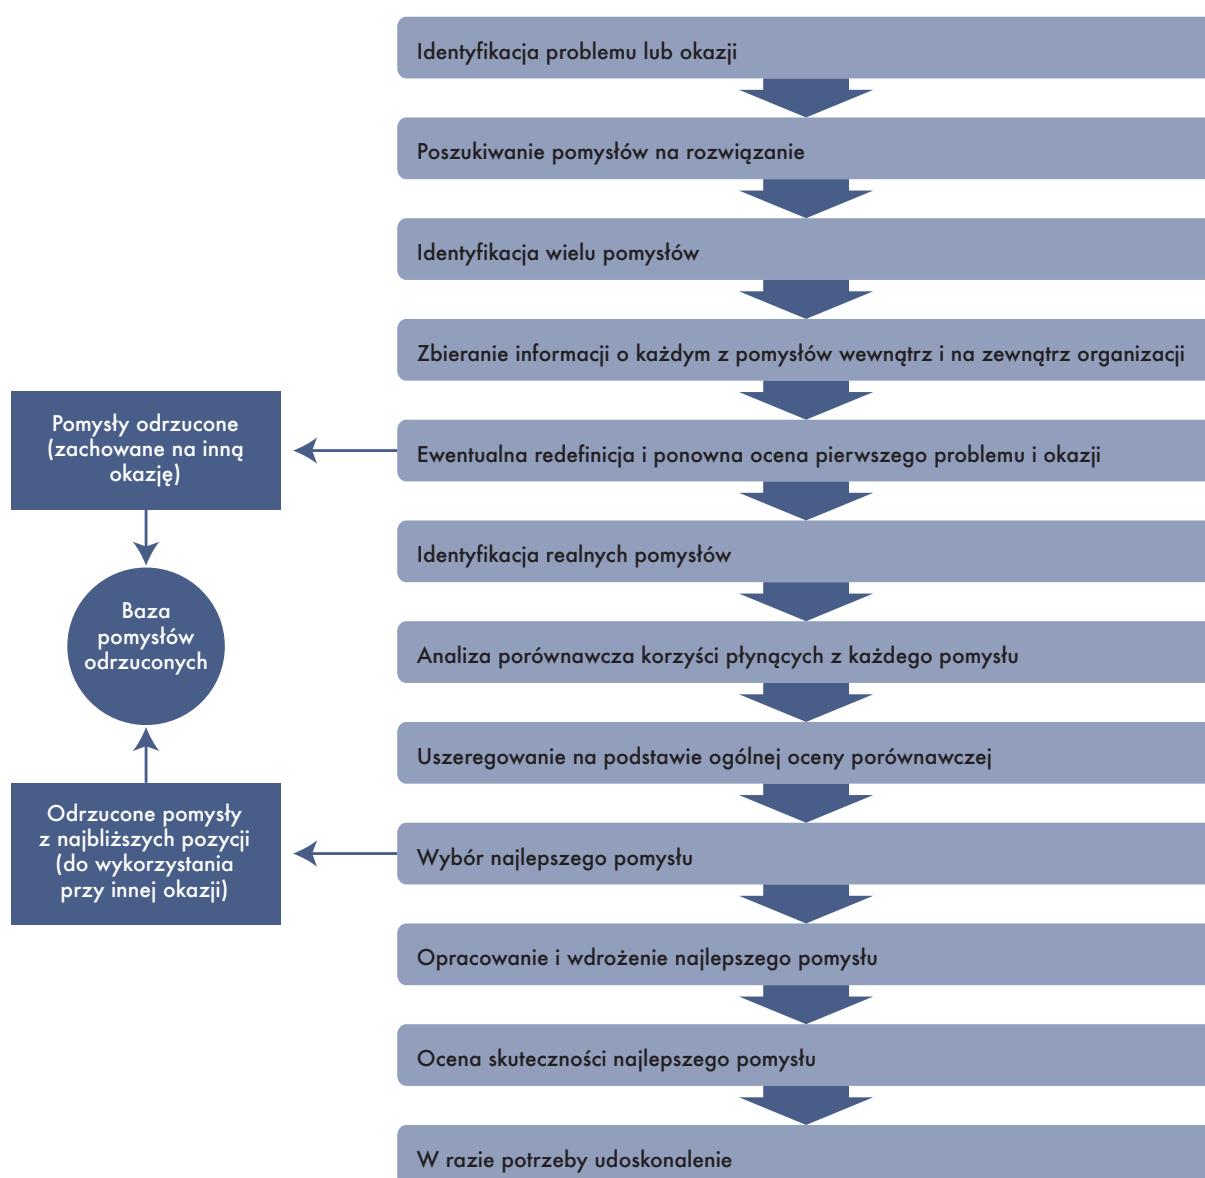 Identyfikacja problemu lub okazji
Poszukiwanie pomysłów na rozwiązanie
Identyfikacja wielu pomysłów
Zbieranie informacji o każdym z pomysłów wewnątrz i na zewnątrz organizacji
Ewentualna redefinicja i ponowna ocena pierwszego problemu i okazji
Pomysły odrzucone
(zachowane na inną
okazję)
Identyfikacja realnych pomysłów
Baza
pomysłów
odrzuconych
Analiza porównawcza korzyści płynących z każdego pomysłu
Uszeregowanie na podstawie ogólnej oceny porównawczej
Wybór najlepszego pomysłu
Odrzucone pomysły
z najbliższych pozycji
(do wykorzystania
przy innej okazji)
Opracowanie i wdrożenie najlepszego pomysłu
Ocena skuteczności najlepszego pomysłu
W razie potrzeby udoskonalenie